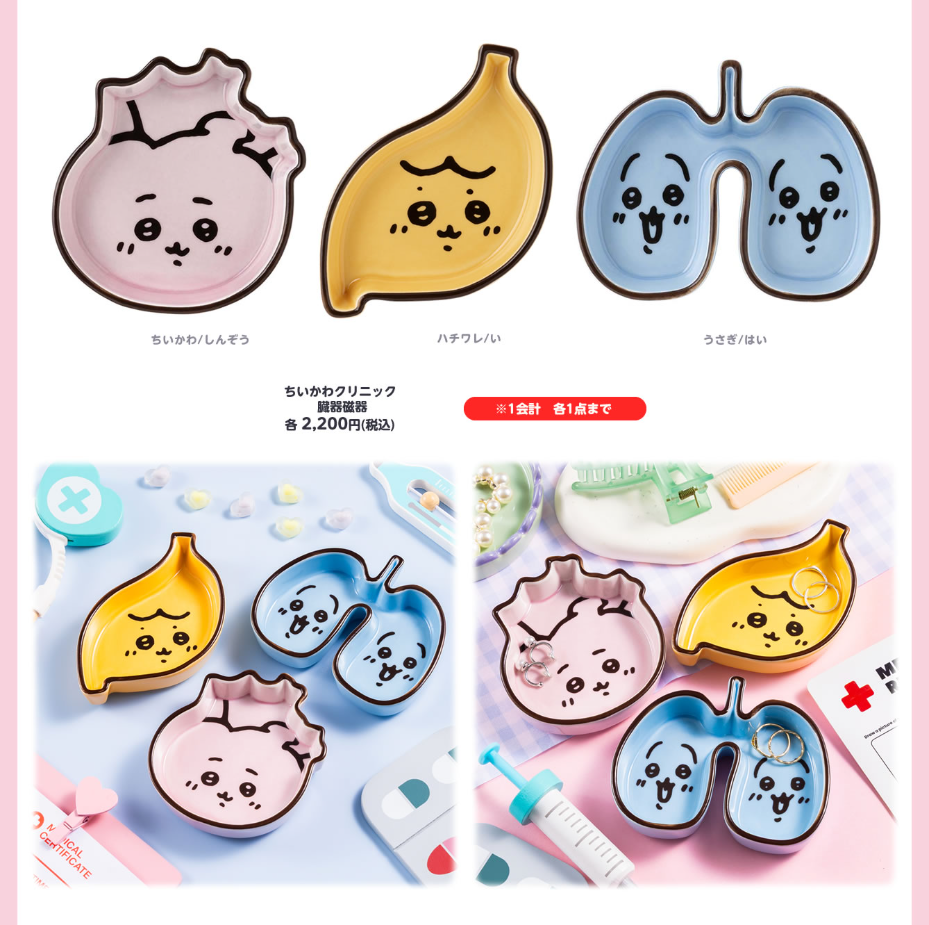 ちいかわ/しんぞう
ハチワレ/い
うさぎ/はい
ちいかわクリニック
臓器磁器
各 2,200円(税込)
※1会計 各1点まで
MEDICAL
CERTIFICATE